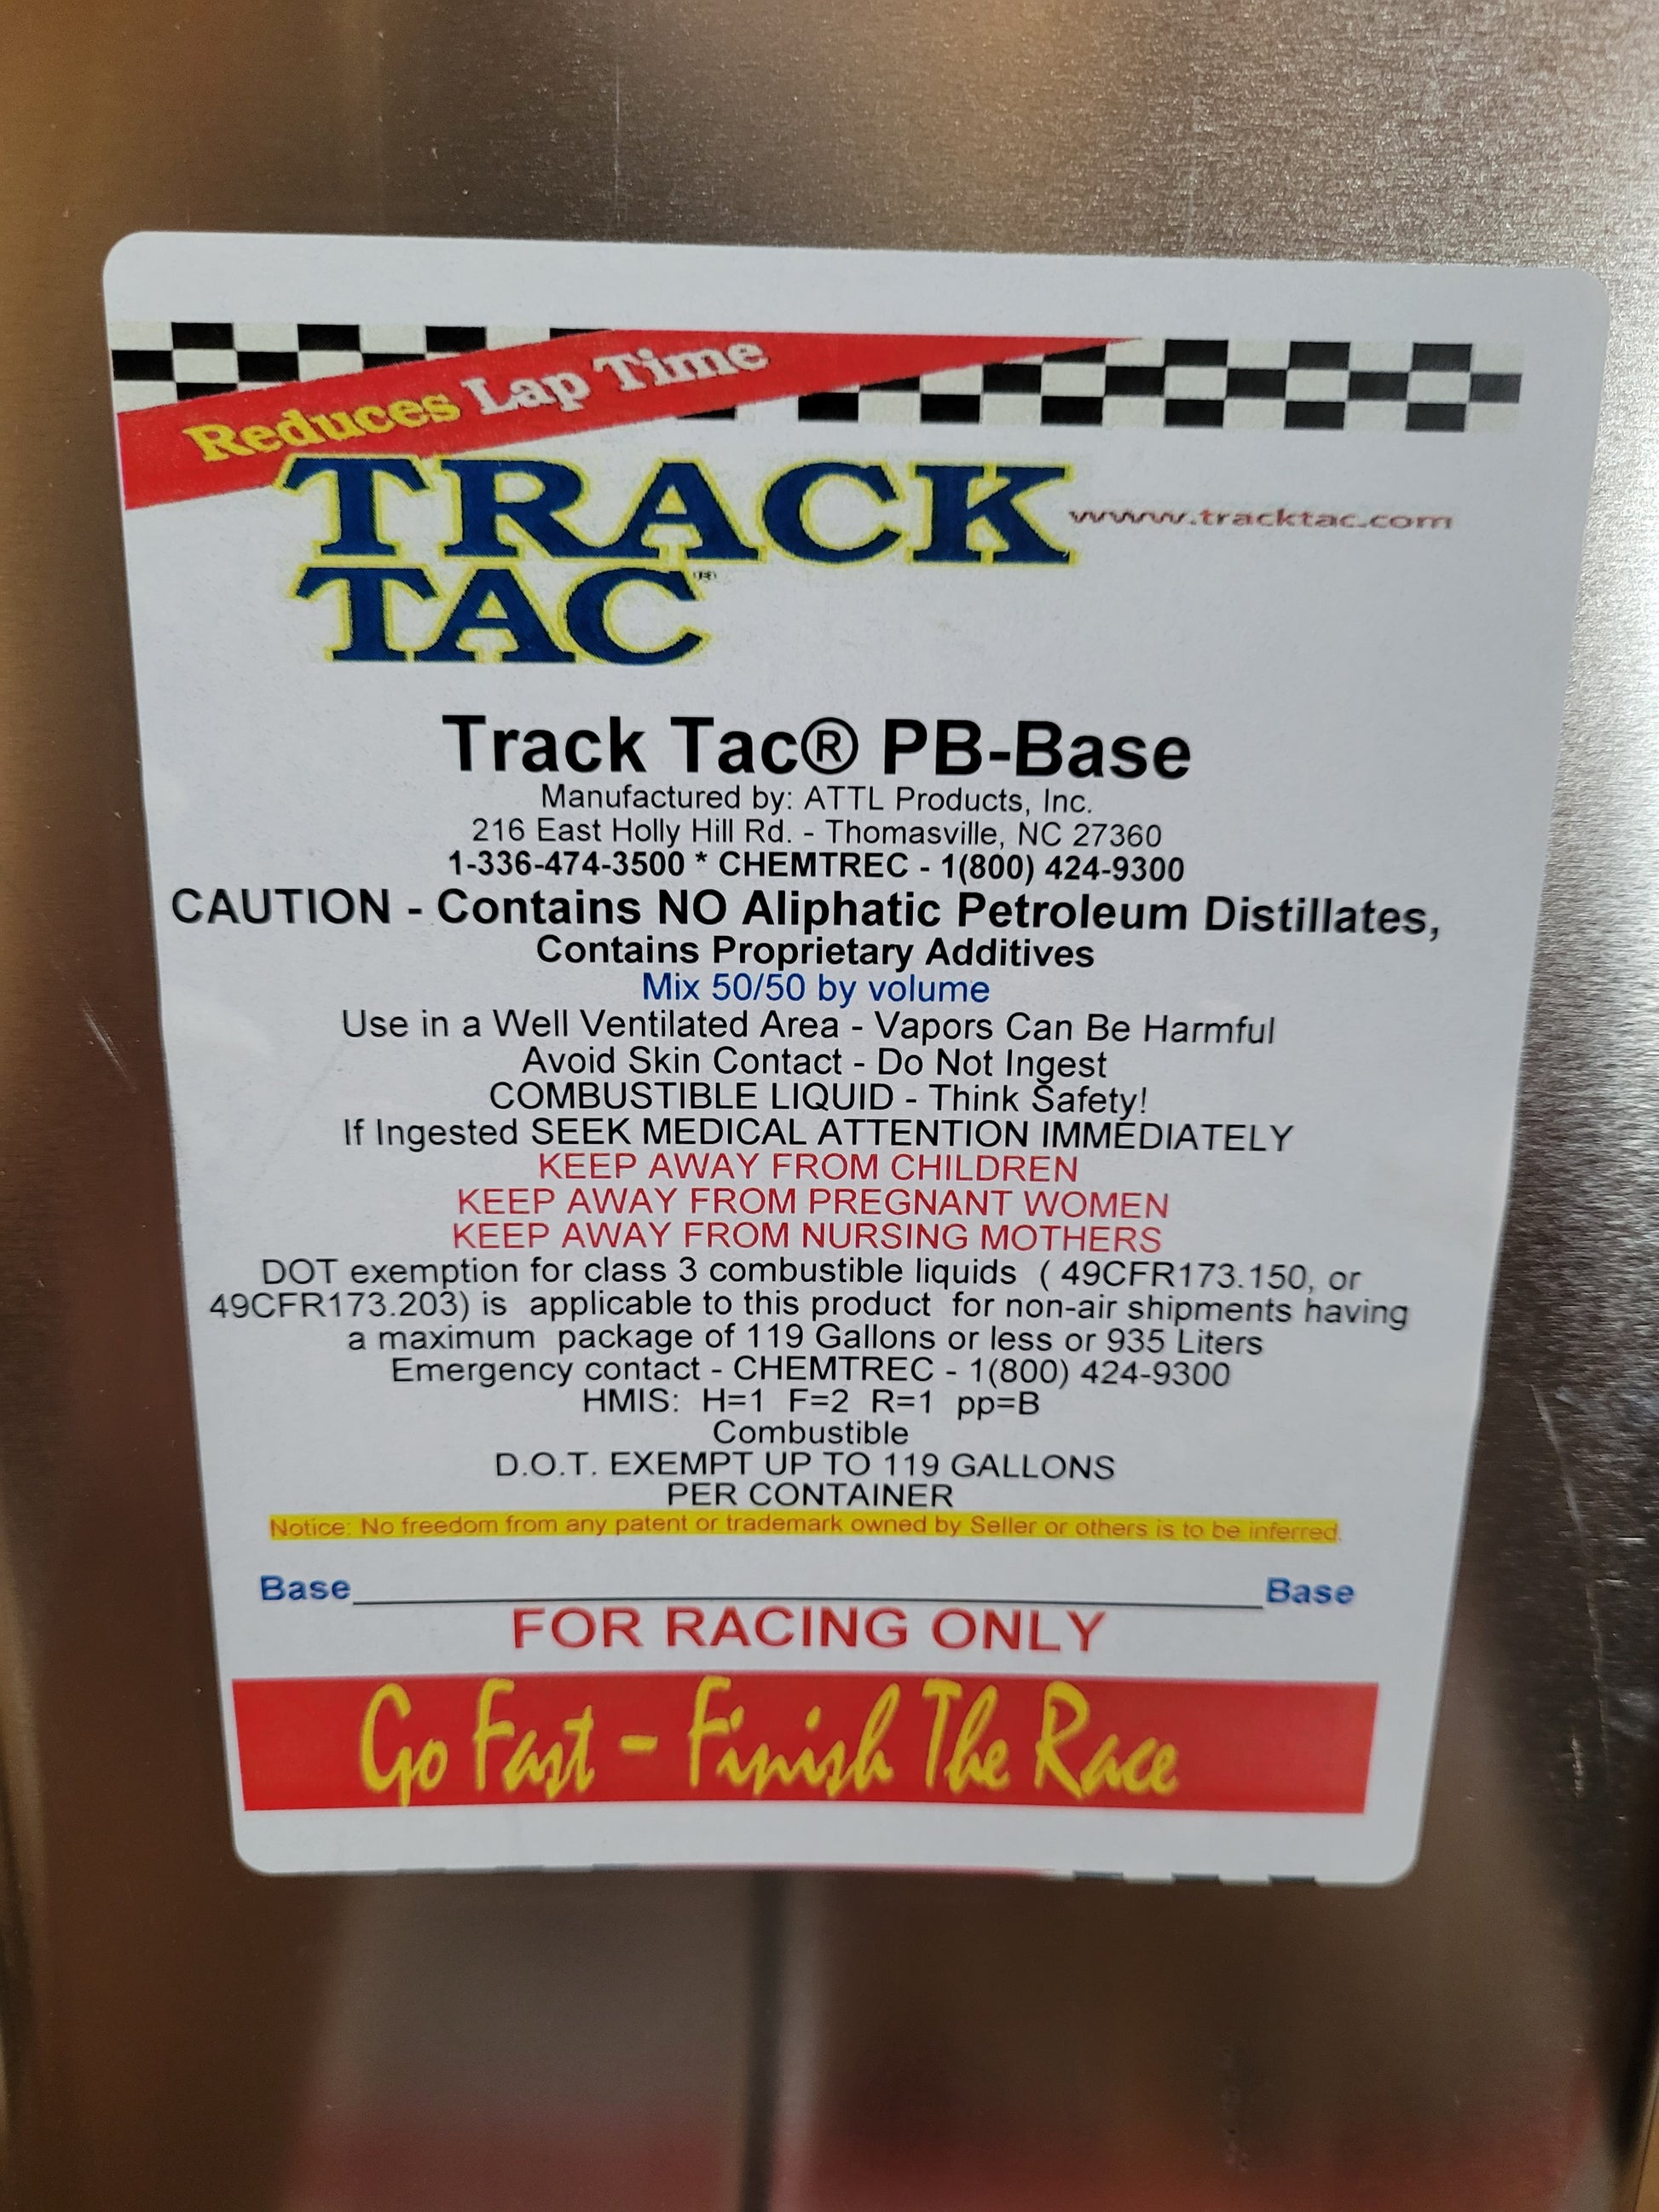 Reduces Lap Time
TRACK
www.tracktac.com
TAC®
Track Tac® PB-Base
Manufactured by: ATTL Products, Inc.
216 East Holly Hill Rd. - Thomasville, NC 27360
1-336-474-3500 * CHEMTREC - 1(800) 424-9300
CAUTION - Contains NO Aliphatic Petroleum Distillates,
Contains Proprietary Additives
Mix 50/50 by volume
Use in a Well Ventilated Area - Vapors Can Be Harmful
Avoid Skin Contact - Do Not Ingest
COMBUSTIBLE LIQUID - Think Safety!
If Ingested SEEK MEDICAL ATTENTION IMMEDIATELY
KEEP AWAY FROM CHILDREN
KEEP AWAY FROM PREGNANT WOMEN
KEEP AWAY FROM NURSING MOTHERS
DOT exemption for class 3 combustible liquids ( 49CFR173.150, or
49CFR173.203) is applicable to this product for non-air shipments having
a maximum package of 119 Gallons or less or 935 Liters
Emergency contact - CHEMTREC - 1(800) 424-9300
HMIS: H=1 F=2 R=1 pp=B
Combustible
D.O.T. EXEMPT UP TO 119 GALLONS
PER CONTAINER
Notice: No freedom from any patent or trademark owned by Seller or others is to be inferred.
Base____________________Base
FOR RACING ONLY
Go Fast - Finish The Race